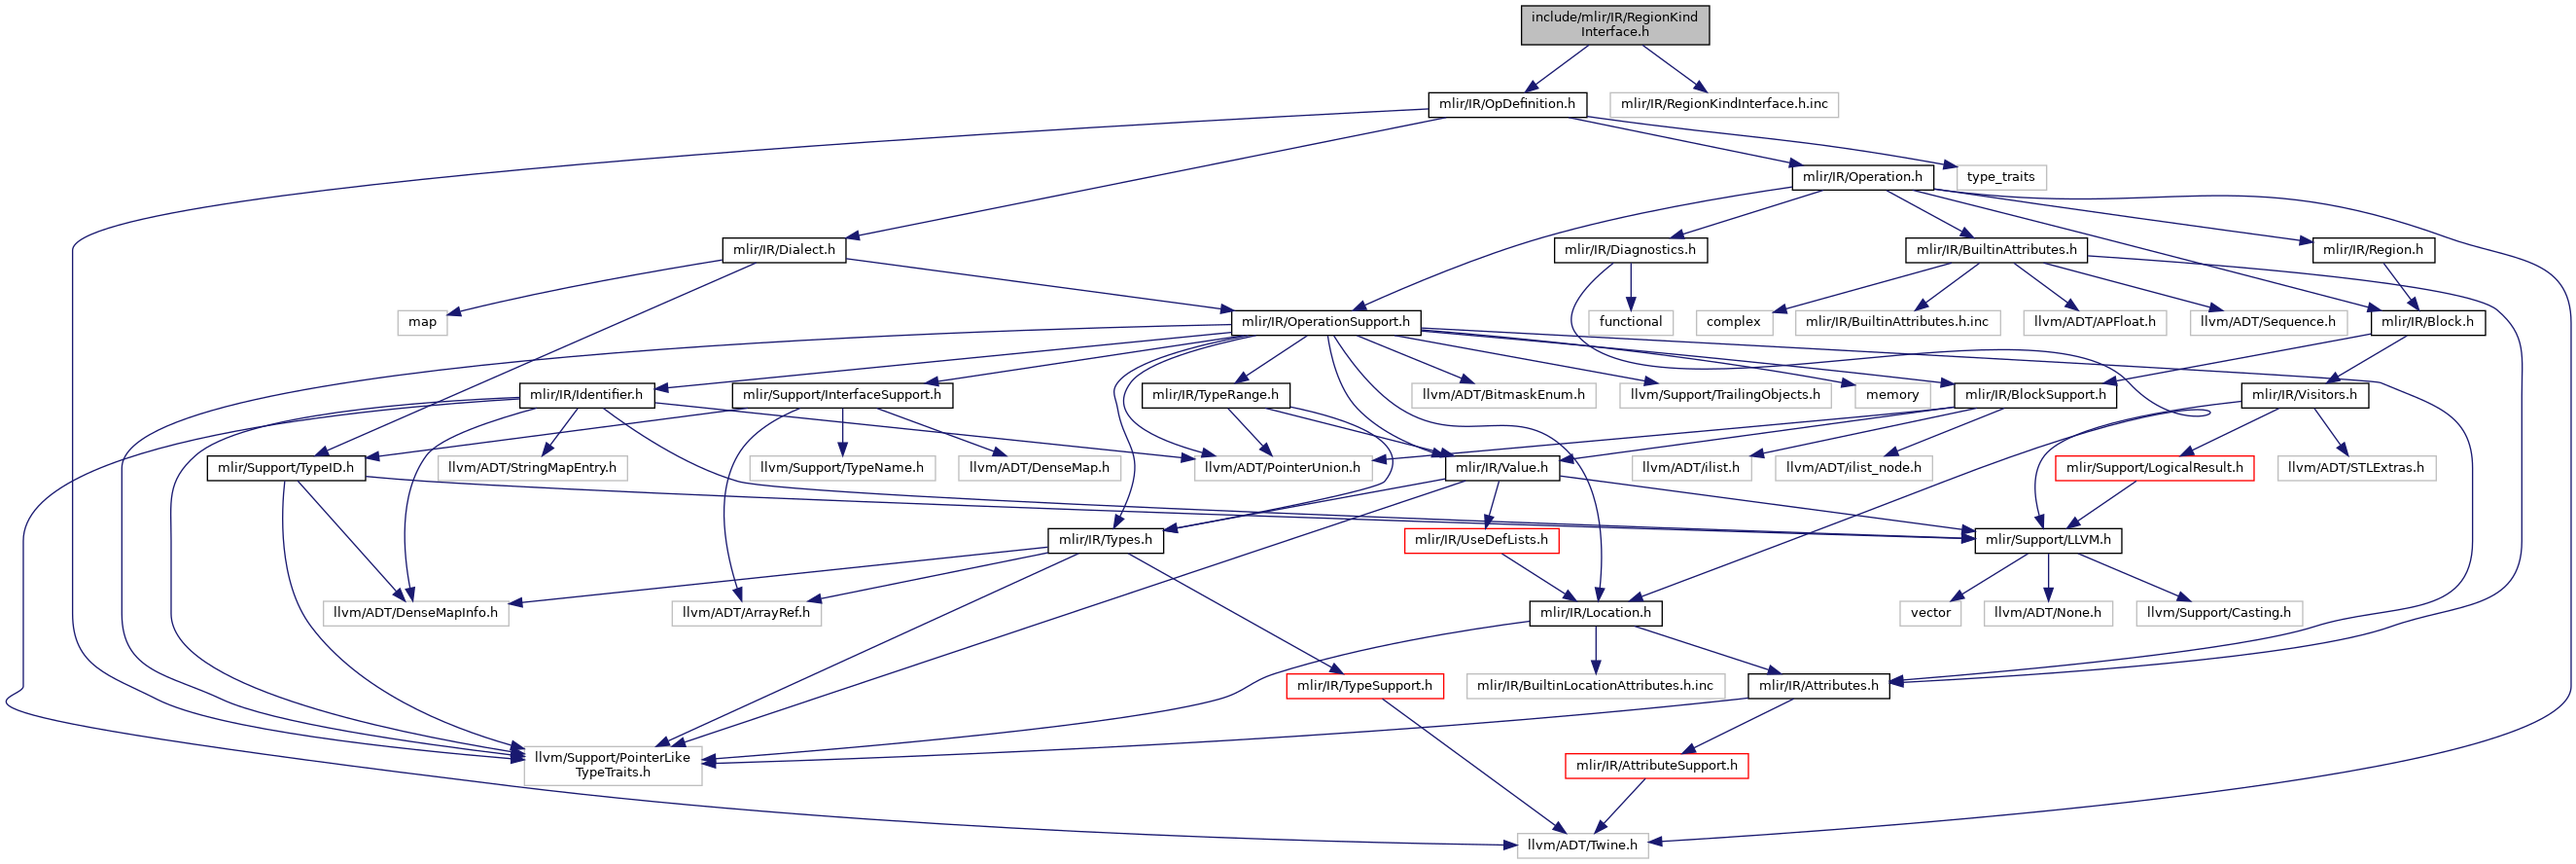 include/mlir/IR/RegionKind
Interface.h
mlir/IR/OpDefinition.h
mlir/IR/RegionKindInterface.h.inc
mlir/IR/Operation.h
type_traits
mlir/IR/Dialect.h
mlir/IR/Diagnostics.h
mlir/IR/BuiltinAttributes.h
mlir/IR/Region.h
map
mlir/IR/OperationSupport.h
functional
complex
mlir/IR/BuiltinAttributes.h.inc
llvm/ADT/APFloat.h
llvm/ADT/Sequence.h
mlir/IR/Block.h
mlir/IR/Identifier.h
mlir/Support/InterfaceSupport.h
mlir/IR/TypeRange.h
llvm/ADT/BitmaskEnum.h
llvm/Support/TrailingObjects.h
memory
mlir/IR/BlockSupport.h
mlir/IR/Visitors.h
mlir/Support/TypeID.h
llvm/ADT/StringMapEntry.h
llvm/Support/TypeName.h
llvm/ADT/DenseMap.h
llvm/ADT/PointerUnion.h
mlir/IR/Value.h
llvm/ADT/ilist.h
llvm/ADT/ilist_node.h
mlir/Support/LogicalResult.h
llvm/ADT/STLExtras.h
mlir/IR/Types.h
mlir/IR/UseDefLists.h
mlir/Support/LLVM.h
llvm/ADT/DenseMapInfo.h
llvm/ADT/ArrayRef.h
mlir/IR/Location.h
vector
llvm/ADT/None.h
llvm/Support/Casting.h
mlir/IR/TypeSupport.h
mlir/IR/BuiltinLocationAttributes.h.inc
mlir/IR/Attributes.h
llvm/Support/PointerLike
TypeTraits.h
mlir/IR/AttributeSupport.h
llvm/ADT/Twine.h